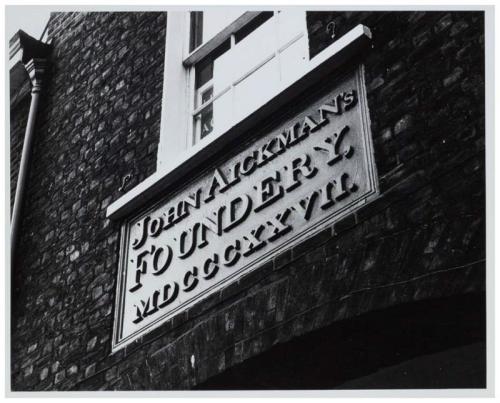 John Aickman's
Foundery,
MDCCCXXVII.